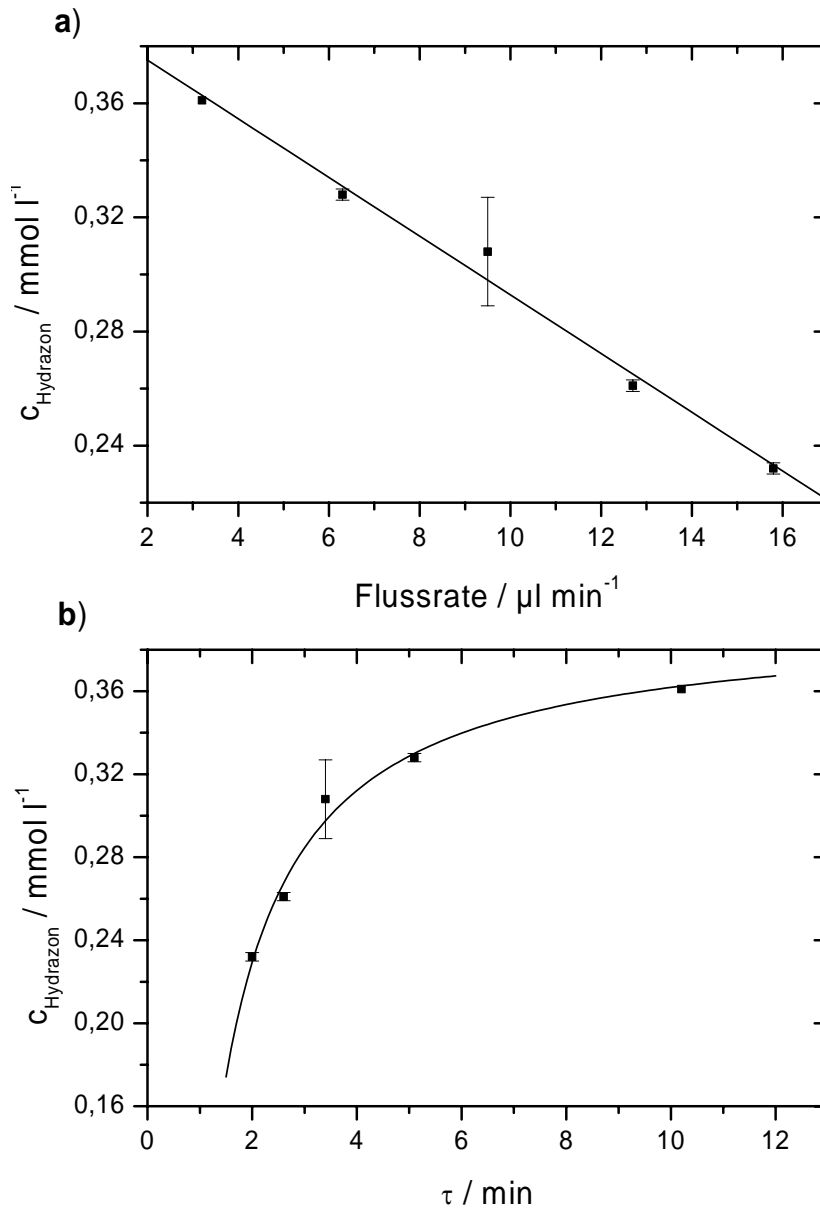 a)
0,36
0,32
0,28
0,24
c_Hydrazon / mmol l⁻¹
2 4 6 8 10 12 14 16
Flussrate / µl min⁻¹
b)
0,36
0,32
0,28
0,24
0,20
0,16
c_Hydrazon / mmol l⁻¹
0 2 4 6 8 10 12
τ / min